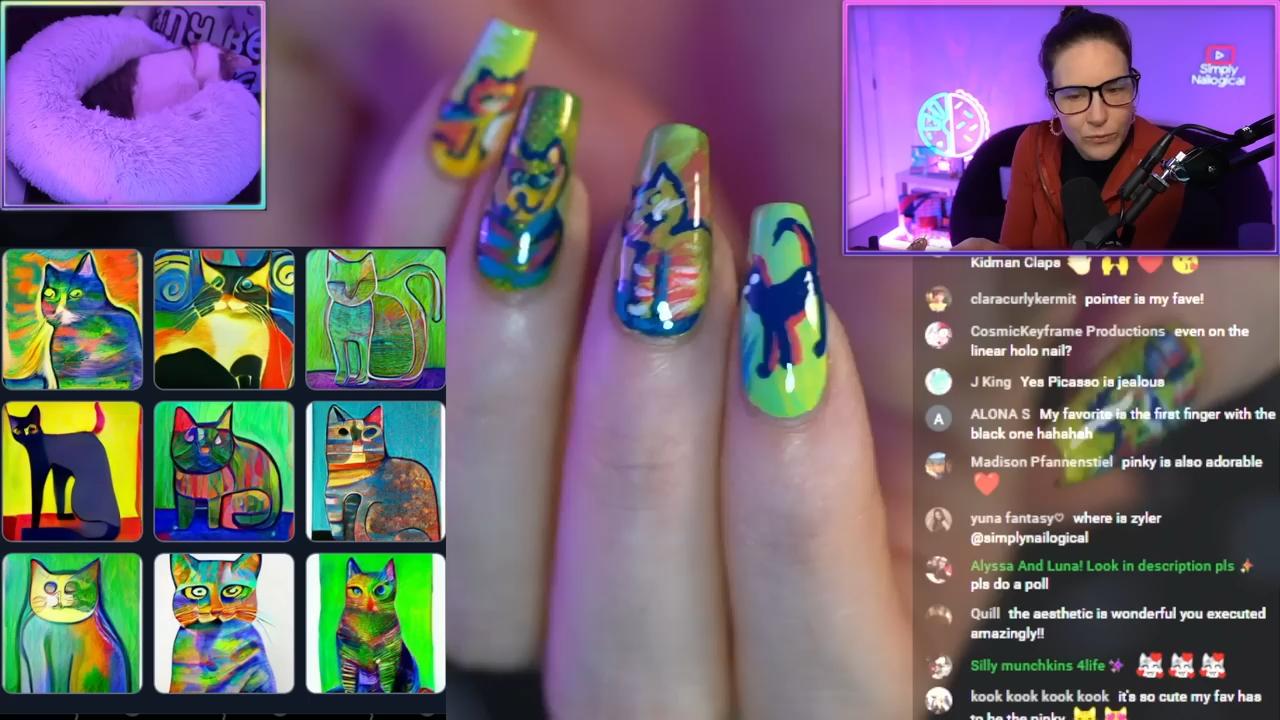 Simply
Nailogical
Kidman Claps
claracurlykermit pointer is my fave!
CosmicKeyframe Productions even on the
linear holo nail?
J King Yes Picasso is jealous
A
ALONA S My favorite is the first finger with the
black one hahahah
Madison Pfannenstiel pinky is also adorable
yuna fantasy♡ where is zyler
@simplynailogical
Alyssa And Luna! Look in description pls
pls do a poll
Quill the aesthetic is wonderful you executed
amazingly!!
Silly munchkins 4life
kook kook kook kook it's so cute my fav has
to be the pinky